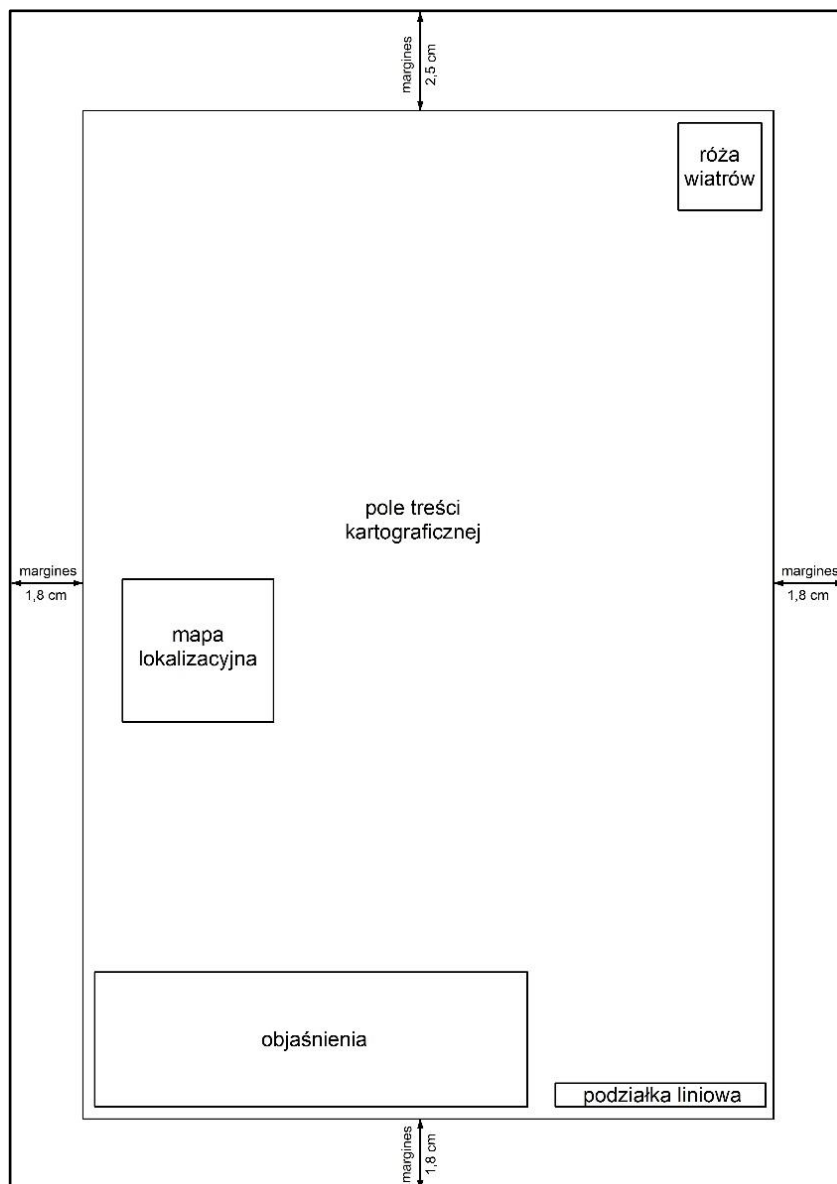 margines
2,5 cm
róża
wiatrów
pole treści
kartograficznej
margines
1,8 cm
margines
1,8 cm
mapa
lokalizacyjna
objaśnienia
podziałka liniowa
margines
1,8 cm